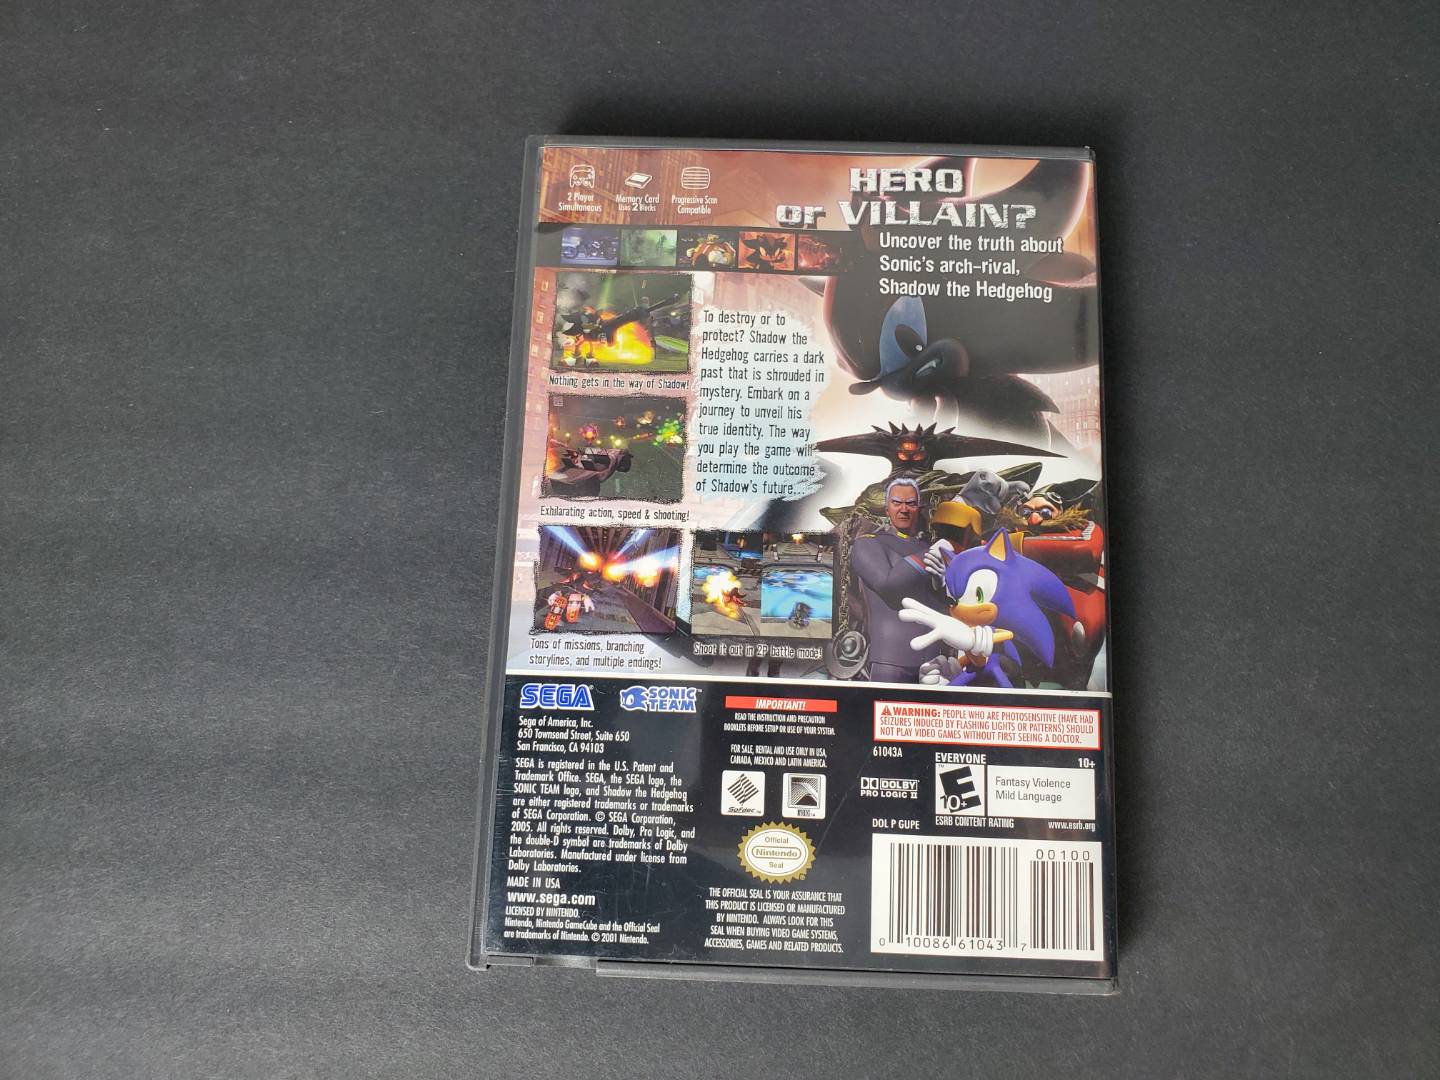 2 Player
Simultaneous
Memory Card
Uses 2 Blocks
Progressive Scan
Compatible
HERO
or VILLAIN?
Uncover the truth about
Sonic's arch-rival,
Shadow the Hedgehog
To destroy or to
protect? Shadow the
Hedgehog carries a dark
past that is shrouded in
mystery. Embark on a
journey to unveil his
true identity. The way
you play the game will
determine the outcome
of Shadow's future...
Nothing gets in the way of Shadow!
Exhilarating action, speed & shooting!
Tons of missions, branching
storylines, and multiple endings!
Shoot it out in 2P battle mode!
SEGA
SONIC
TEAM™
Sega of America, Inc.
650 Townsend Street, Suite 650
San Francisco, CA 94103
SEGA is registered in the U.S. Patent and
Trademark Office. SEGA, the SEGA logo, the
SONIC TEAM logo, and Shadow the Hedgehog
are either registered trademarks or trademarks
of SEGA Corporation. © SEGA Corporation,
2005. All rights reserved. Dolby, Pro Logic, and
the double-D symbol are trademarks of Dolby
Laboratories. Manufactured under license from
Dolby Laboratories.
MADE IN USA
www.sega.com
LICENSED BY NINTENDO.
Nintendo, Nintendo GameCube and the Official Seal
are trademarks of Nintendo. © 2001 Nintendo.
IMPORTANT!
READ THE INSTRUCTION AND PRECAUTION
BOOKLETS BEFORE SETUP OR USE OF YOUR SYSTEM.
FOR SALE, RENTAL AND USE ONLY IN USA,
CANADA, MEXICO AND LATIN AMERICA.
Sofdec™
Official
Nintendo
Seal
THE OFFICIAL SEAL IS YOUR ASSURANCE THAT
THIS PRODUCT IS LICENSED OR MANUFACTURED
BY NINTENDO. ALWAYS LOOK FOR THIS
SEAL WHEN BUYING VIDEO GAME SYSTEMS,
ACCESSORIES, GAMES AND RELATED PRODUCTS.
WARNING: PEOPLE WHO ARE PHOTOSENSITIVE (HAVE HAD
SEIZURES INDUCED BY FLASHING LIGHTS OR PATTERNS) SHOULD
NOT PLAY VIDEO GAMES WITHOUT FIRST SEEING A DOCTOR.
61043A
DOLBY
PRO LOGIC II
EVERYONE 10+
E
10+
Fantasy Violence
Mild Language
ESRB CONTENT RATING www.esrb.org
DOL P GUPE
00100
0 10086 61043 7